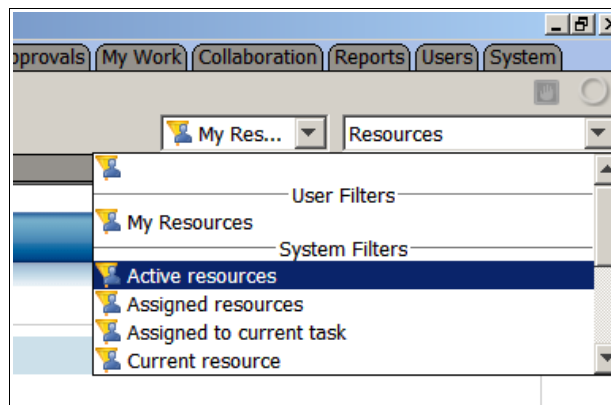 My Work Collaboration Reports Users System
My Res... Resources
User Filters
My Resources
System Filters
Active resources
Assigned resources
Assigned to current task
Current resource